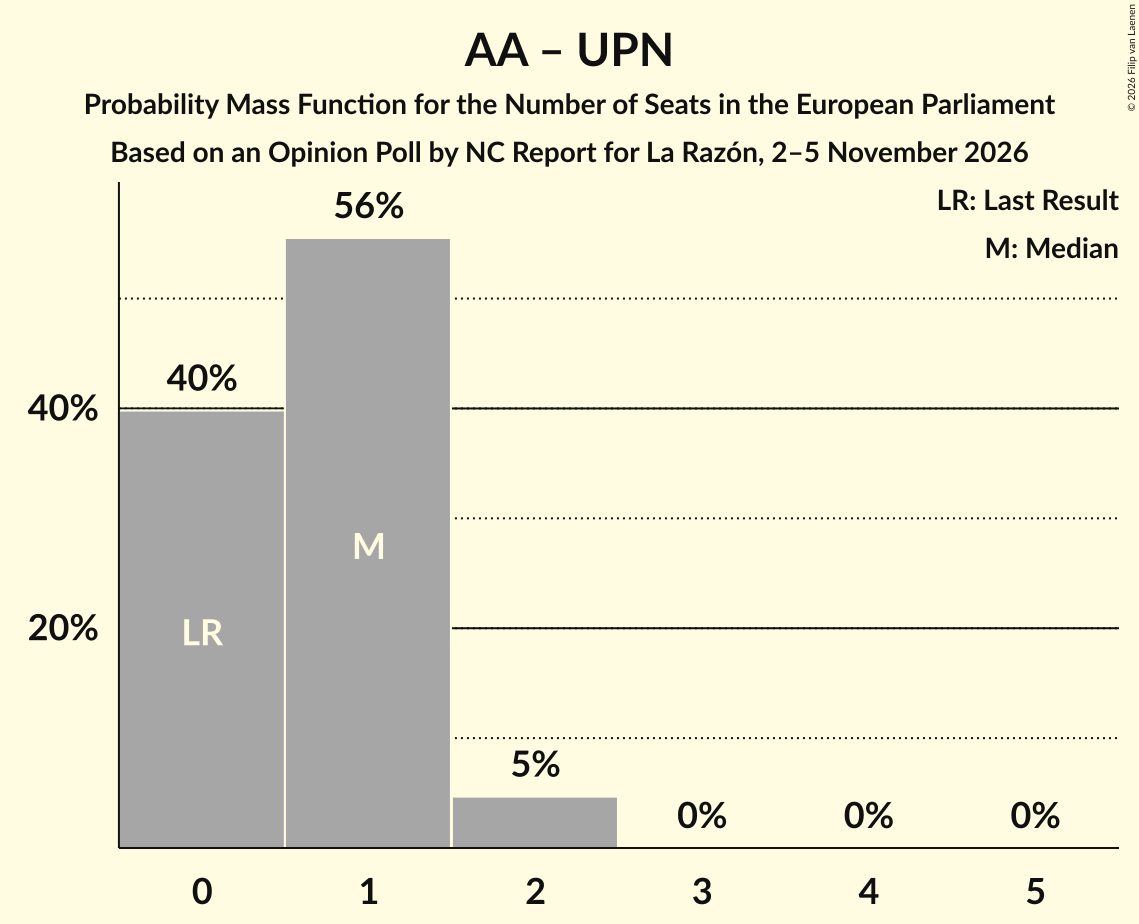 AA – UPN
Probability Mass Function for the Number of Seats in the European Parliament
Based on an Opinion Poll by NC Report for La Razón, 2–5 November 2026
© 2026 Filip van Laenen
LR: Last Result
M: Median
56%
40%
40%
M
LR
20%
5%
0%
0%
0%
0
1
2
3
4
5